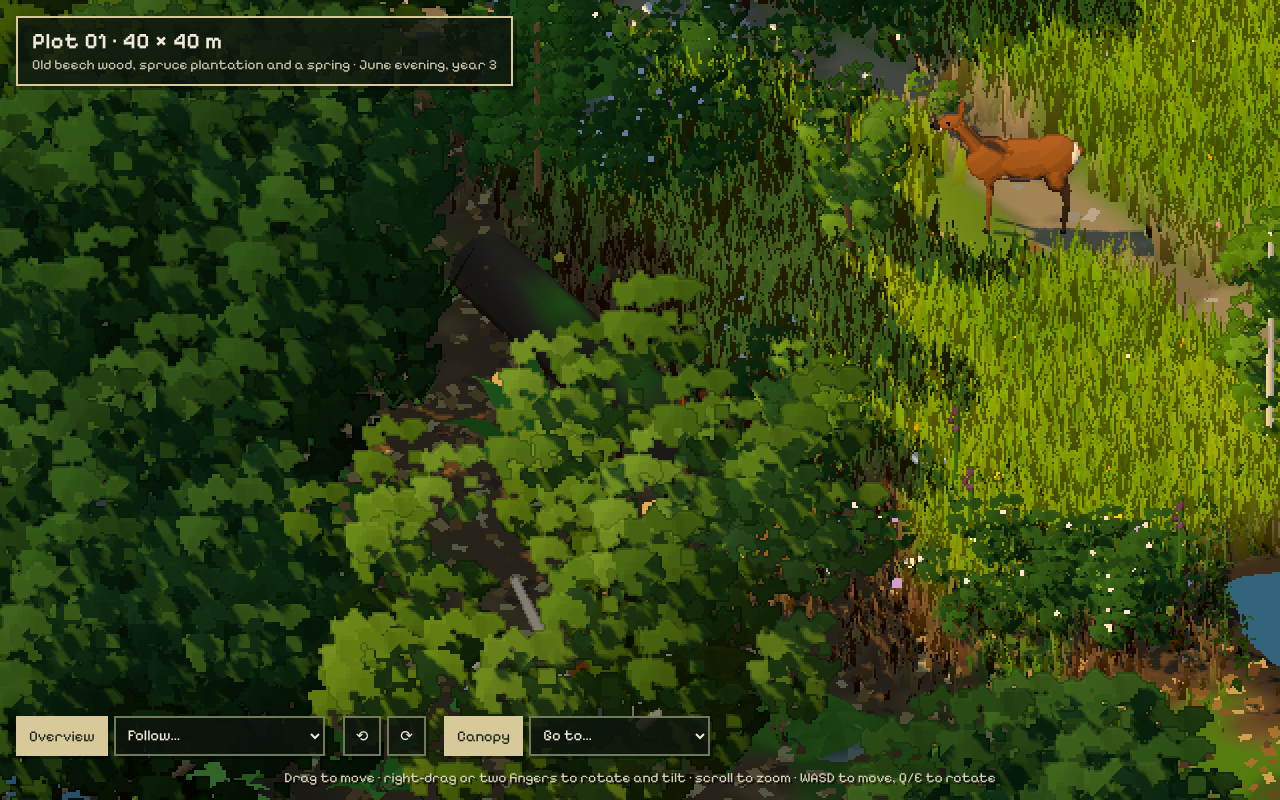 Plot 01 · 40 × 40 m
Old beech wood, spruce plantation and a spring · June evening, year 3
Overview
Follow...
⟲
⟳
Canopy
Go to...
Drag to move · right-drag or two fingers to rotate and tilt · scroll to zoom · WASD to move, Q/E to rotate